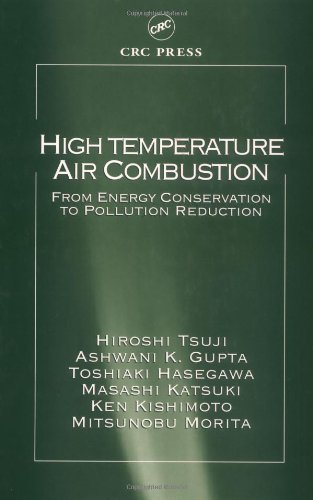 CRC
CRC PRESS
HIGH TEMPERATURE
AIR COMBUSTION
FROM ENERGY CONSERVATION
TO POLLUTION REDUCTION
HIROSHI TSUJI
ASHWANI K. GUPTA
TOSHIAKI HASEGAWA
MASASHI KATSUKI
KEN KISHIMOTO
MITSUNOBU MORITA